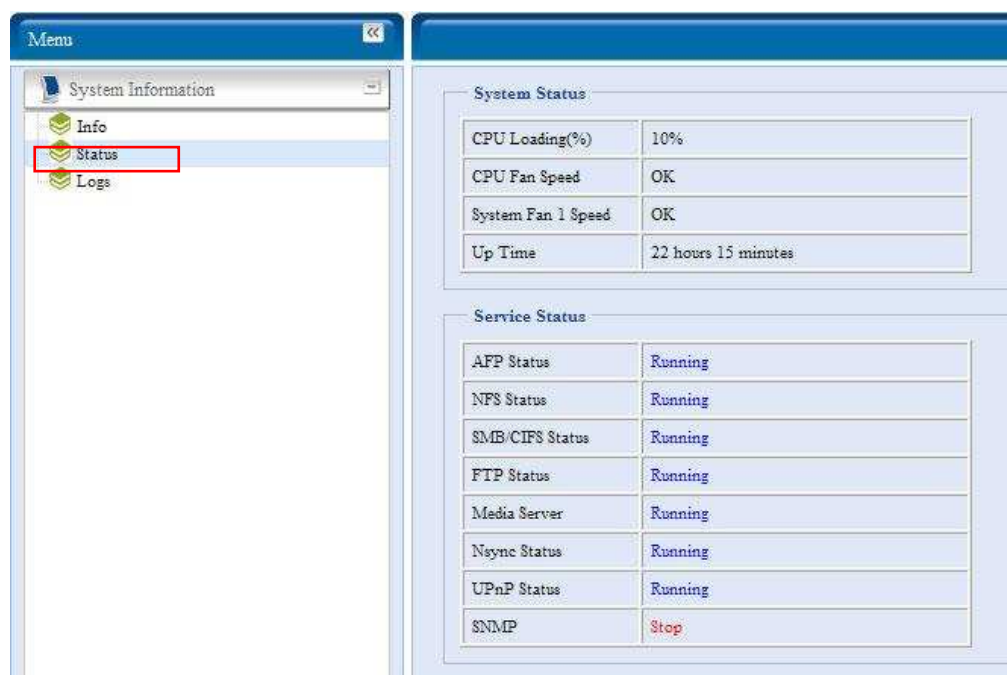 Menu
System Information
Info
Status
Logs
System Status
CPU Loading(%) 10%
CPU Fan Speed OK
System Fan 1 Speed OK
Up Time 22 hours 15 minutes
Service Status
AFP Status Running
NFS Status Running
SMB/CIFS Status Running
FTP Status Running
Media Server Running
Nsync Status Running
UPnP Status Running
SNMP Stop